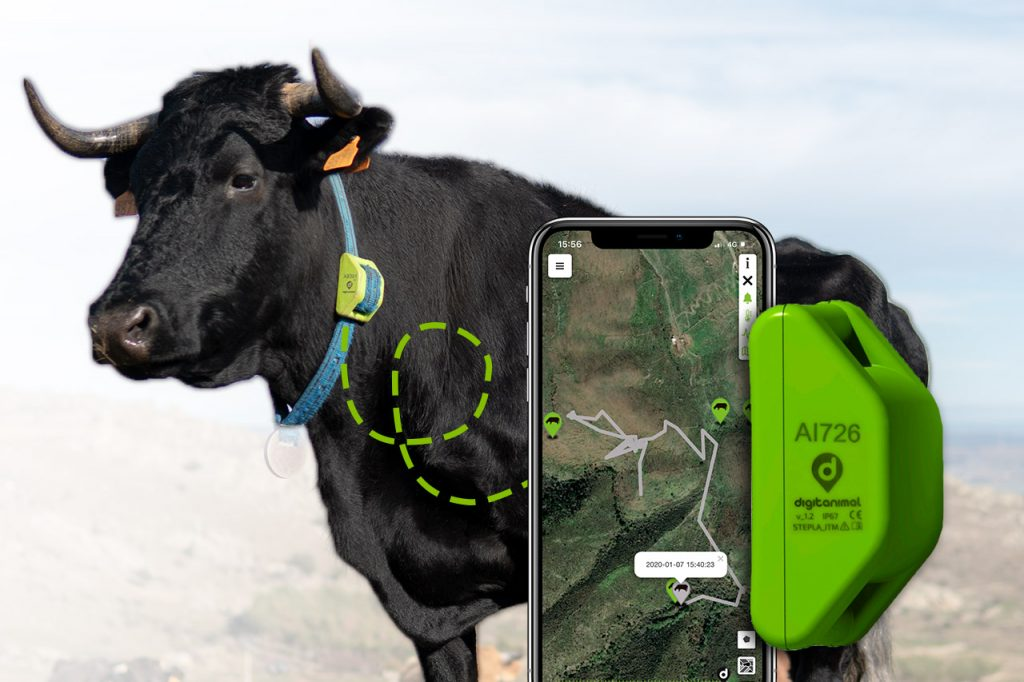 15:56
4G
i
2020-01-07 15:40:23
AI726
d
digitanimal
v_1.2 IP67 CE
STEPLA_ITM
d